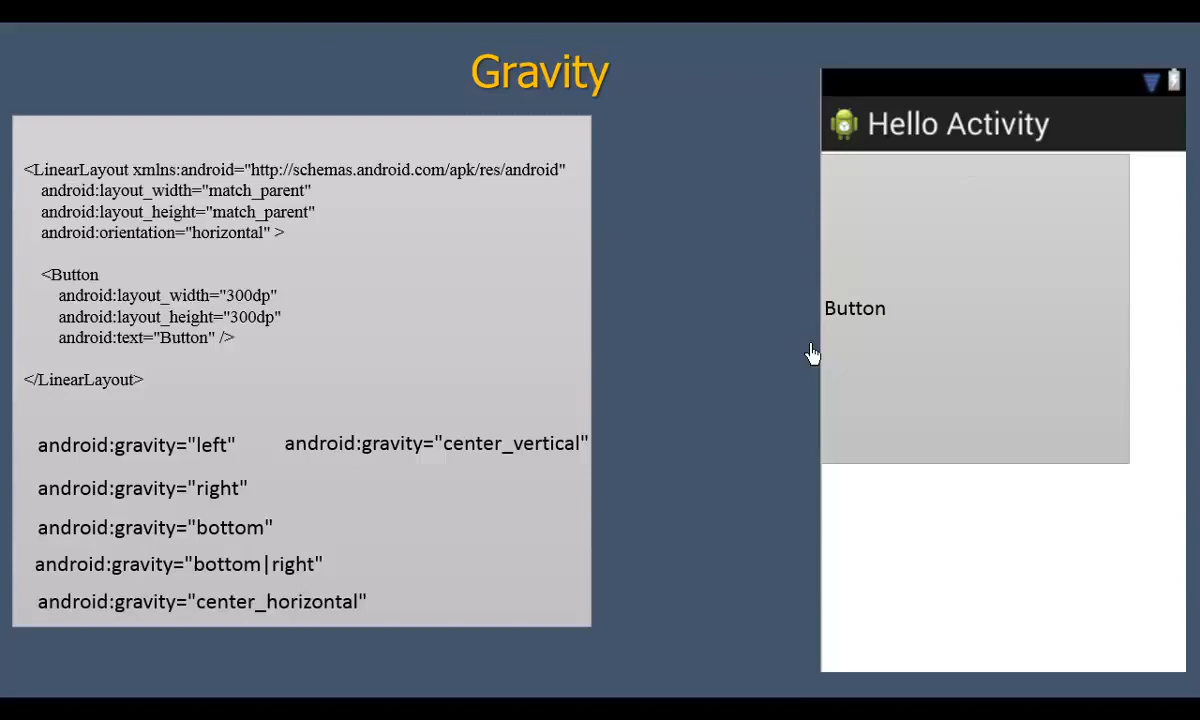 Gravity
<LinearLayout xmlns:android="http://schemas.android.com/apk/res/android"
android:layout_width="match_parent"
android:layout_height="match_parent"
android:orientation="horizontal" >
<Button
android:layout_width="300dp"
android:layout_height="300dp"
android:text="Button" />
</LinearLayout>
android:gravity="left"
android:gravity="center_vertical"
android:gravity="right"
android:gravity="bottom"
android:gravity="bottom|right"
android:gravity="center_horizontal"
Hello Activity
Button